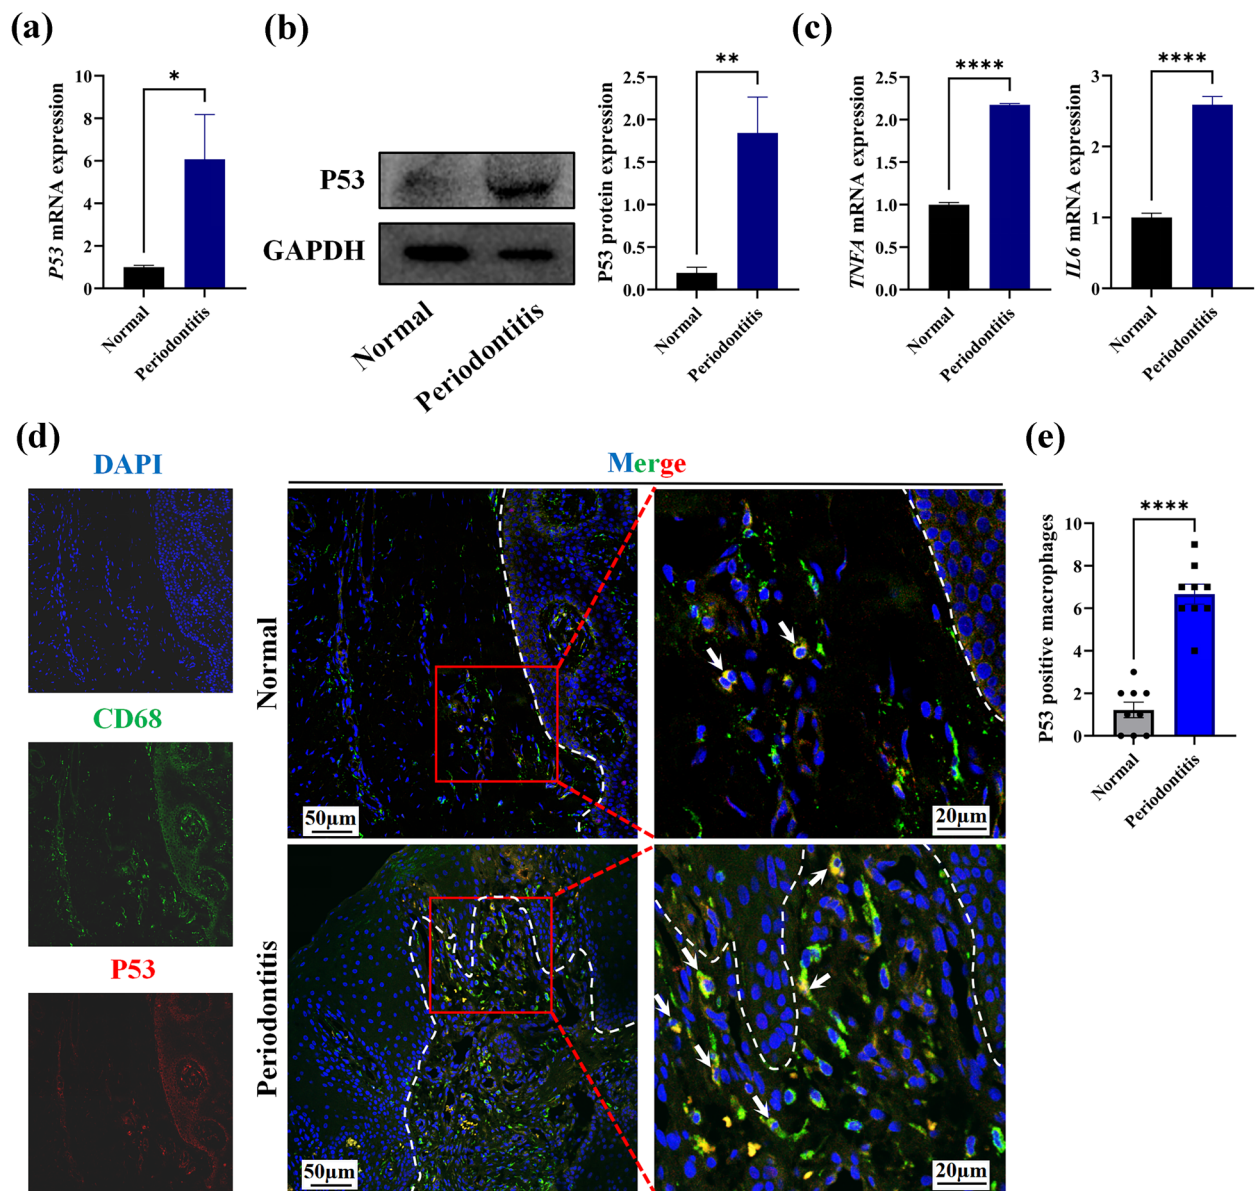 (a)
P53 mRNA expression
10
8
6
4
2
0
*
Normal
Periodontitis
(b)
P53
GAPDH
Normal
Periodontitis
P53 protein expression
2.5
2.0
1.5
1.0
0.5
0.0
**
Normal
Periodontitis
(c)
TNFA mRNA expression
2.5
2.0
1.5
1.0
0.5
0.0
****
Normal
Periodontitis
IL6 mRNA expression
3
2
1
0
****
Normal
Periodontitis
(d)
DAPI
CD68
P53
Merge
Normal
50μm
20μm
Periodontitis
50μm
20μm
(e)
P53 positive macrophages
10
8
6
4
2
0
****
Normal
Periodontitis